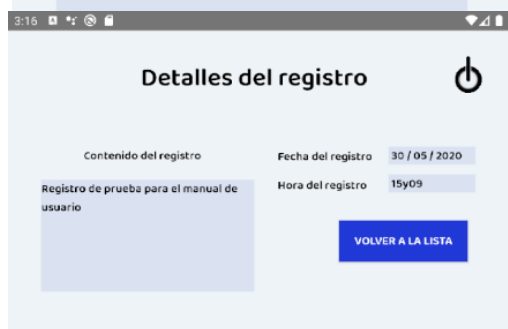 3:16
Detalles del registro
Contenido del registro
Registro de prueba para el manual de
usuario
Fecha del registro 30 / 05 / 2020
Hora del registro 15y09
VOLVER A LA LISTA